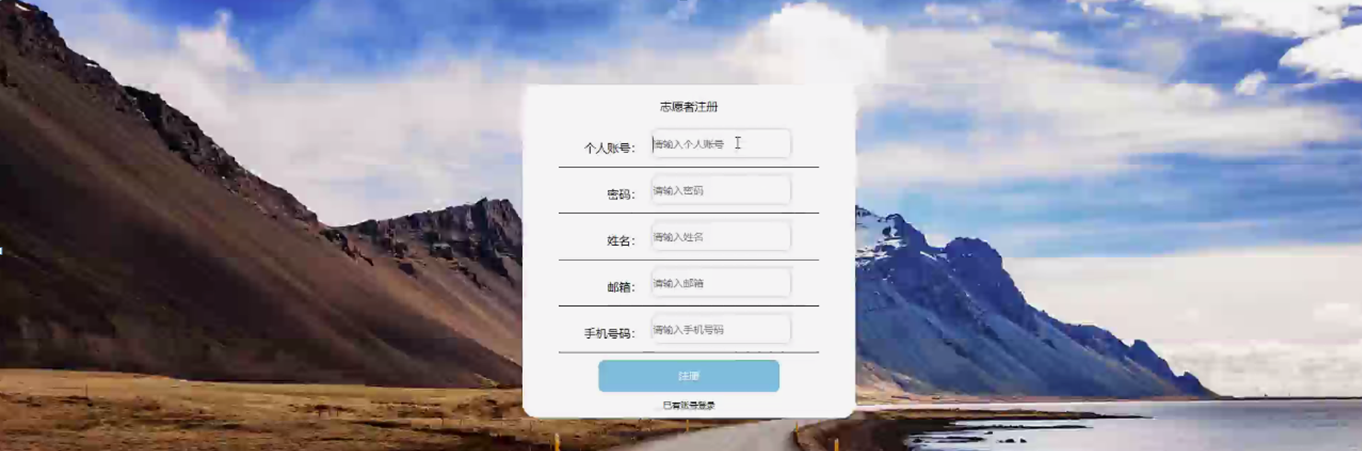 志愿者注册
个人账号： 请输入个人账号
密码： 请输入密码
姓名： 请输入姓名
邮箱： 请输入邮箱
手机号码： 请输入手机号码
注册
已有账号登录